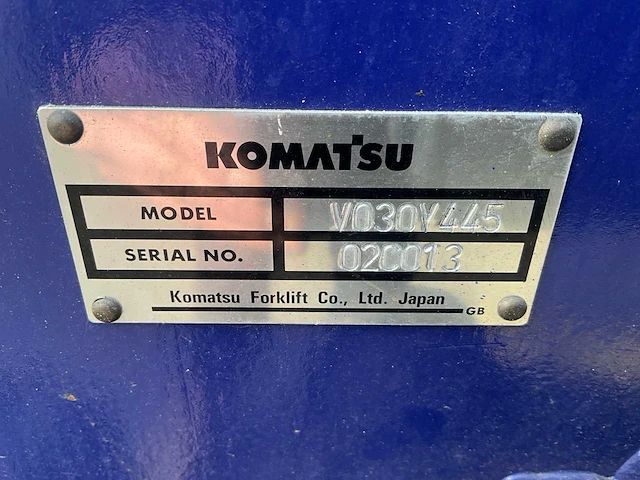 KOMATSU
MODEL V030Y445
SERIAL NO. 020013
Komatsu Forklift Co., Ltd. Japan
GB